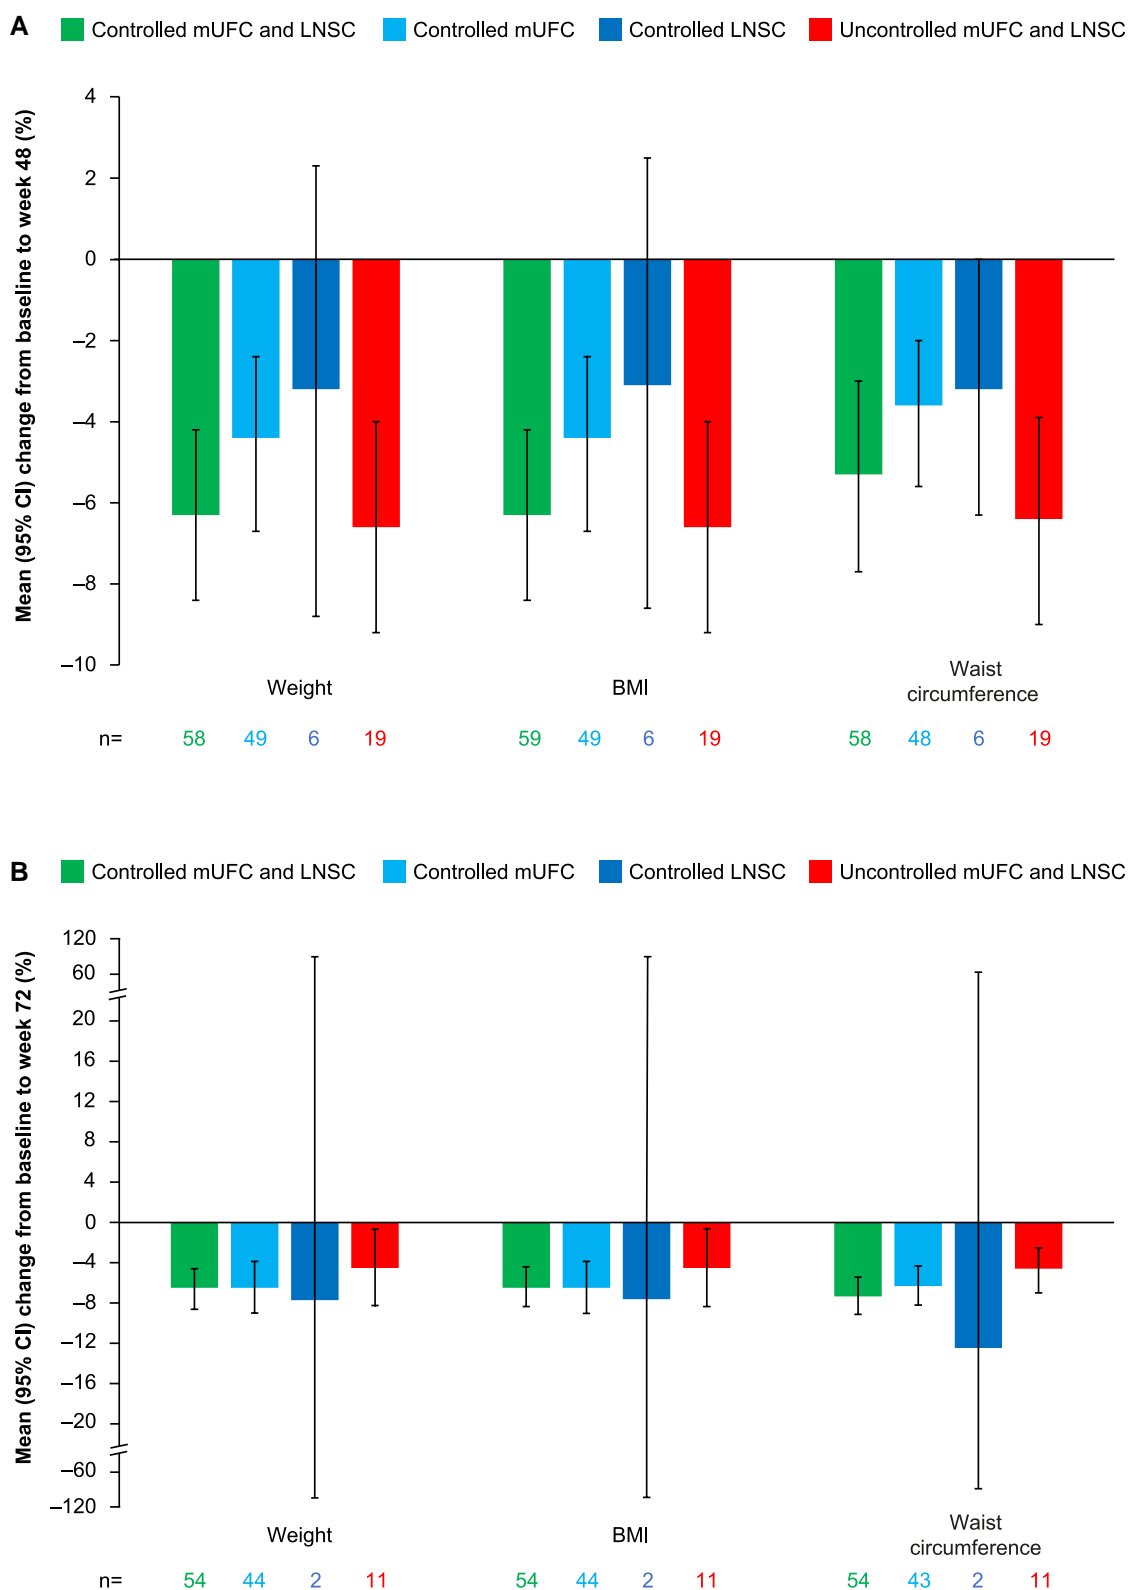 A
Controlled mUFC and LNSC Controlled mUFC Controlled LNSC Uncontrolled mUFC and LNSC
Mean (95% CI) change from baseline to week 48 (%)
4
2
0
–2
–4
–6
–8
–10
Weight BMI Waist
circumference
n= 58 49 6 19 59 49 6 19 58 48 6 19
B
Controlled mUFC and LNSC Controlled mUFC Controlled LNSC Uncontrolled mUFC and LNSC
Mean (95% CI) change from baseline to week 72 (%)
120
60
20
16
12
8
4
0
–4
–8
–12
–16
–20
–60
–120
Weight BMI Waist
circumference
n= 54 44 2 11 54 44 2 11 54 43 2 11